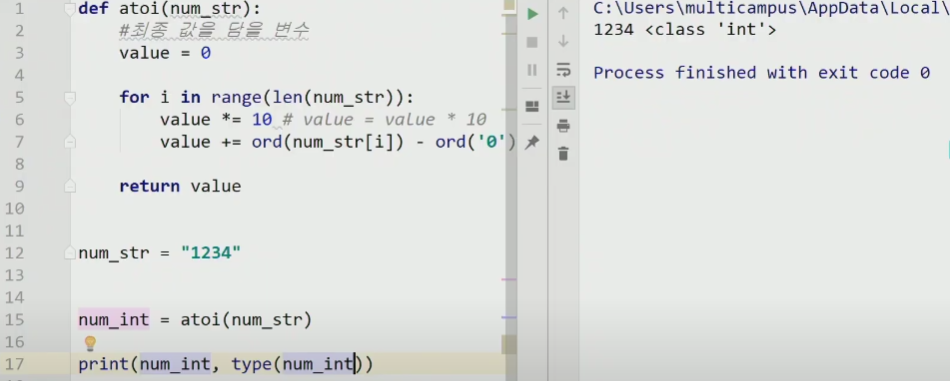 1 def atoi(num_str):
2 #최종 값을 담을 변수
3 value = 0
4
5 for i in range(len(num_str)):
6 value *= 10 # value = value * 10
7 value += ord(num_str[i]) - ord('0')
8
9 return value
10
11
12 num_str = "1234"
13
14
15 num_int = atoi(num_str)
16
17 print(num_int, type(num_int))
C:\Users\multicampus\AppData\Local\
1234 <class 'int'>
Process finished with exit code 0